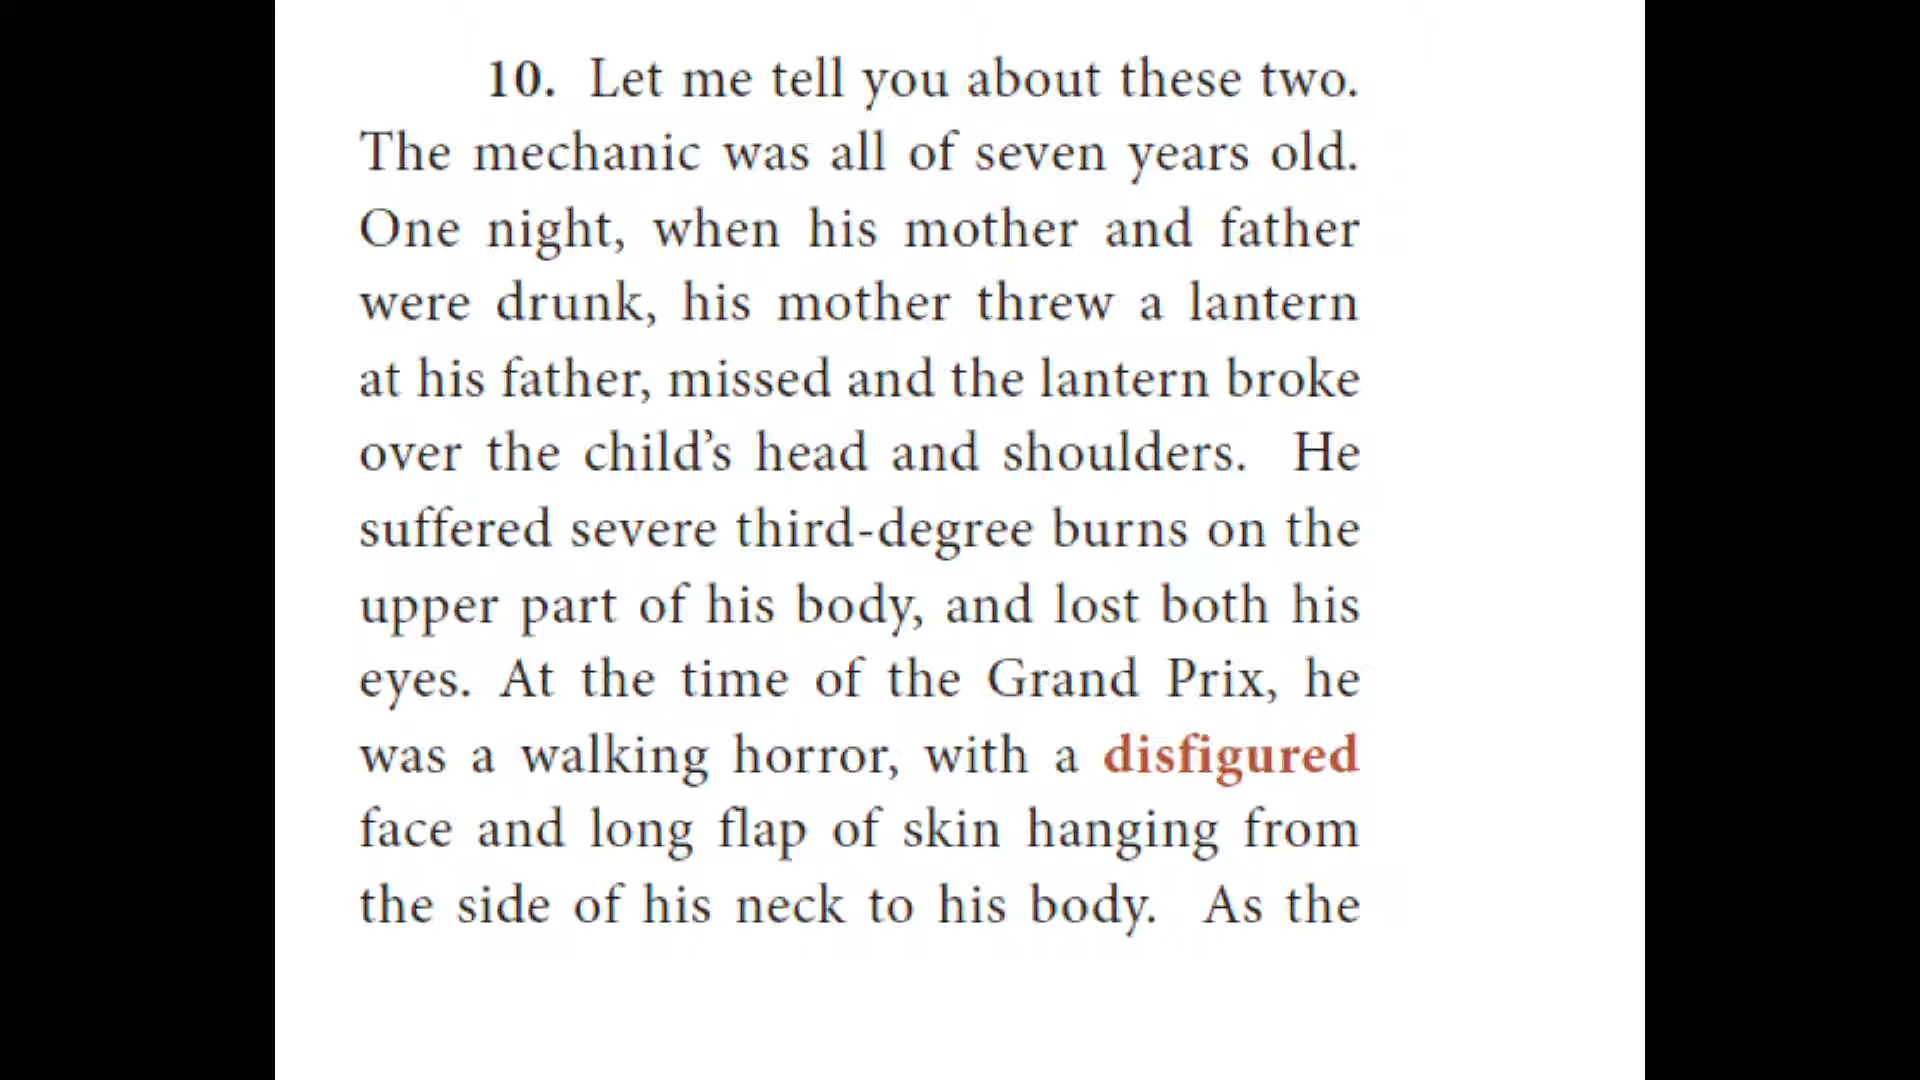 10. Let me tell you about these two.
The mechanic was all of seven years old.
One night, when his mother and father
were drunk, his mother threw a lantern
at his father, missed and the lantern broke
over the child’s head and shoulders. He
suffered severe third-degree burns on the
upper part of his body, and lost both his
eyes. At the time of the Grand Prix, he
was a walking horror, with a disfigured
face and long flap of skin hanging from
the side of his neck to his body. As the